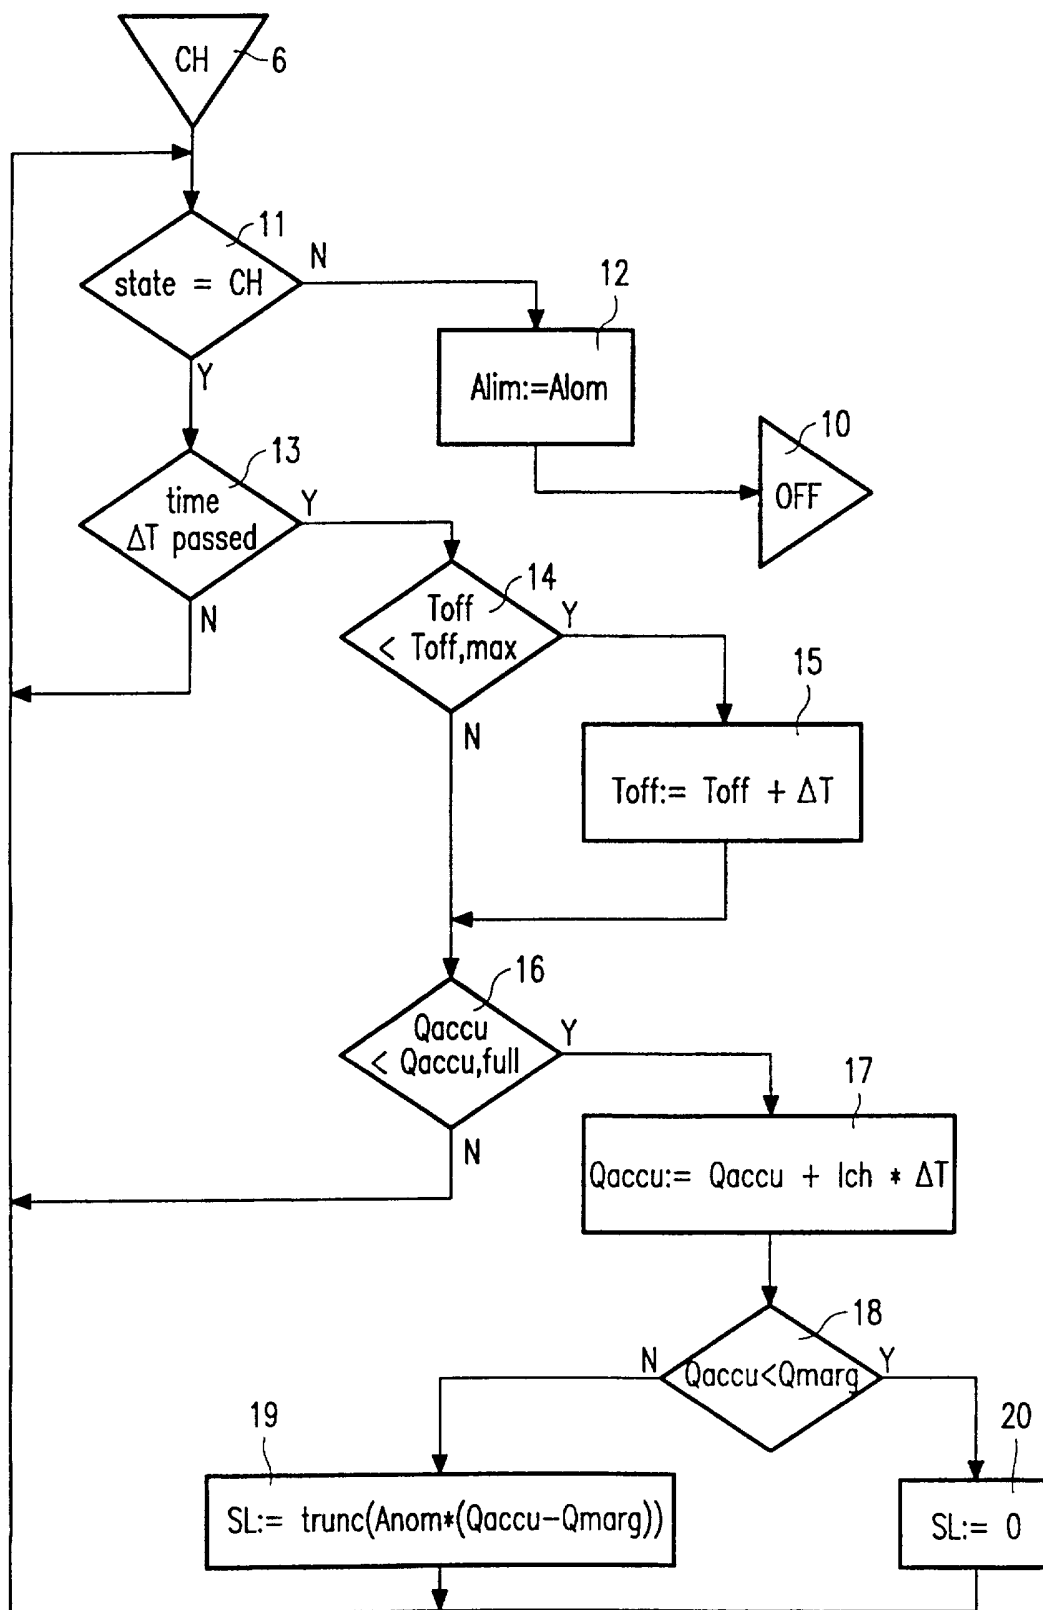 CH
6
11
state = CH
N
Y
12
Alim:=Alom
10
OFF
13
time
ΔT passed
Y
N
14
Toff
< Toff,max
Y
N
15
Toff:= Toff + ΔT
16
Qaccu
< Qaccu,full
Y
N
17
Qaccu:= Qaccu + Ich * ΔT
18
Qaccu<Qmarg
N
Y
19
SL:= trunc(Anom*(Qaccu-Qmarg))
20
SL:= 0